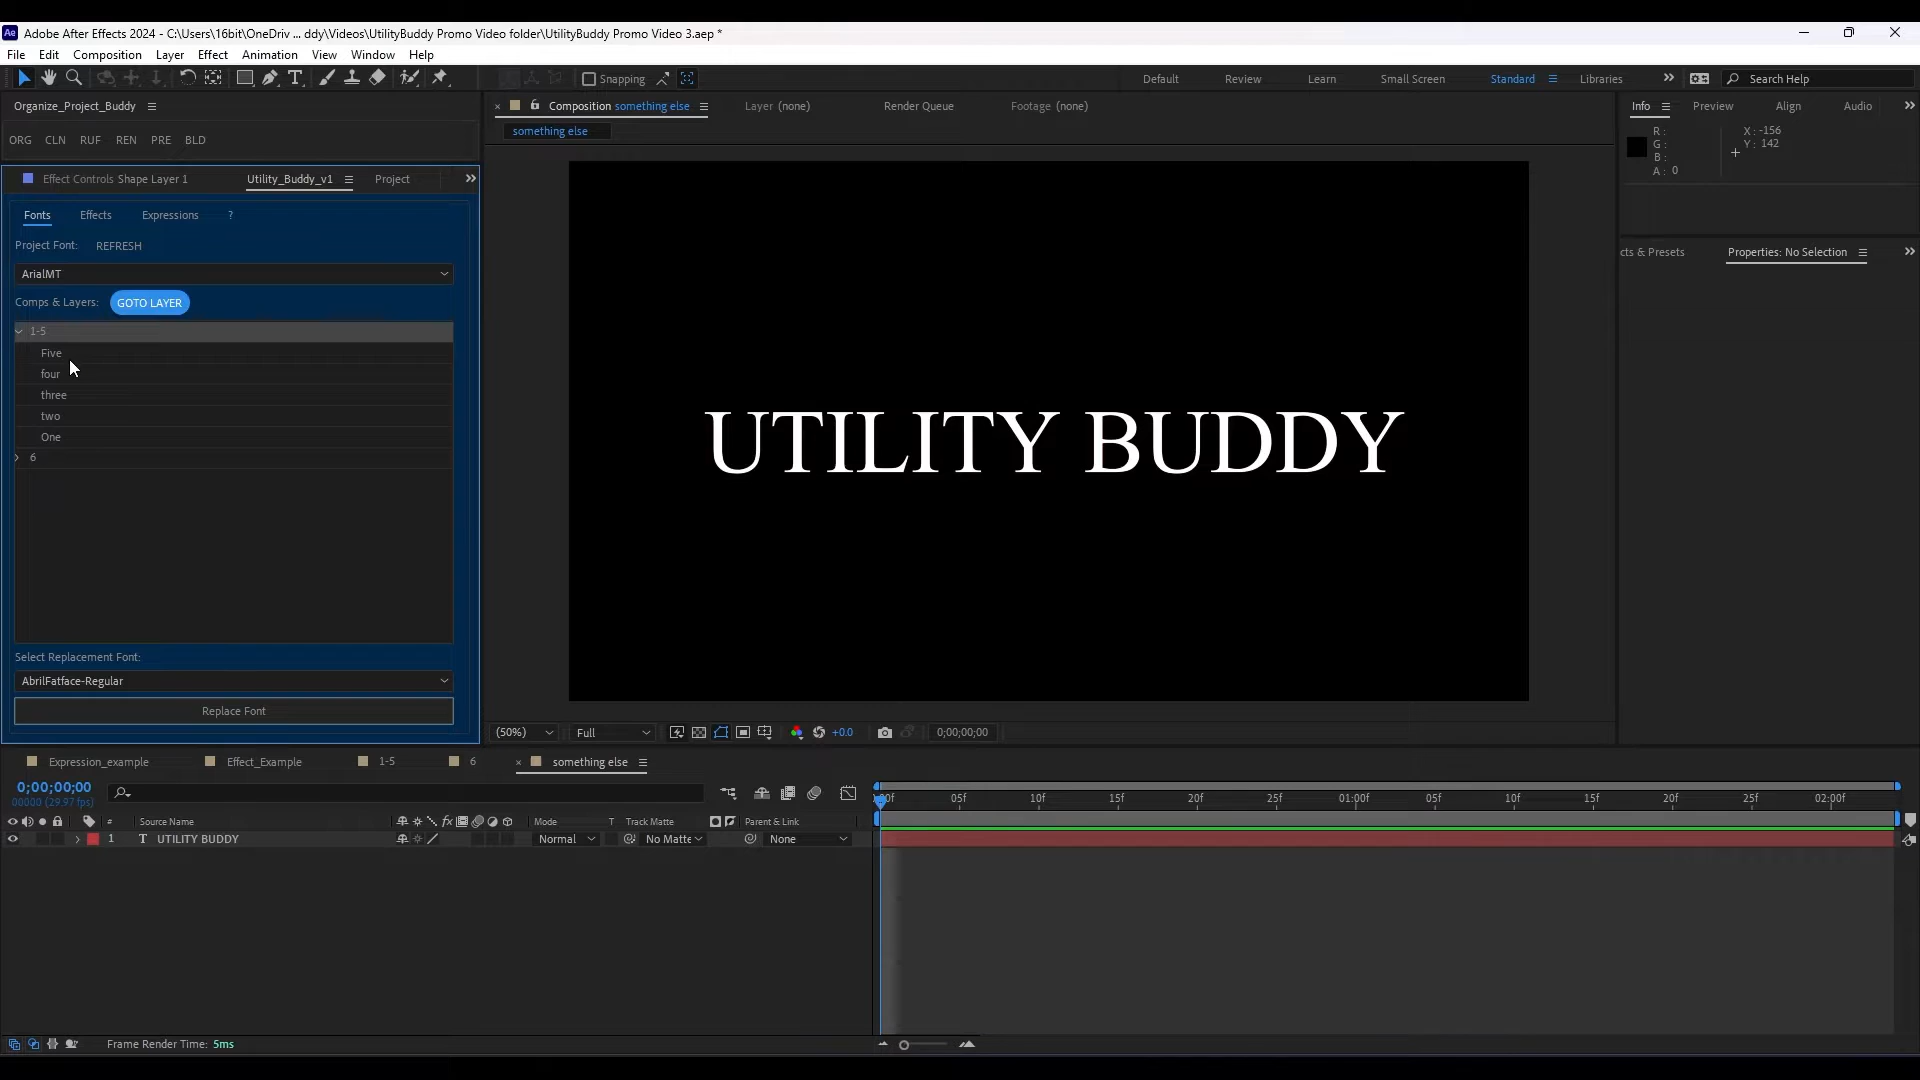 Ae Adobe After Effects 2024 - C:\Users\16bit\OneDriv ... ddy\Videos\UtilityBuddy Promo Video folder\UtilityBuddy Promo Video 3.aep *
File Edit Composition Layer Effect Animation View Window Help
Snapping Default Review Learn Small Screen Standard Libraries Search Help
Organize_Project_Buddy
Composition something else Layer (none) Render Queue Footage (none)
Info Preview Align Audio
something else
R: X: -156
G: Y: 142
B:
A: 0
ORG CLN RUF REN PRE BLD
Effect Controls Shape Layer 1 Utility_Buddy_v1 Project
Fonts Effects Expressions ?
Project Font: REFRESH
ArialMT
cts & Presets Properties: No Selection
Comps & Layers: GOTO LAYER
1-5
Five
four
three
two
One
6
UTILITY BUDDY
Select Replacement Font:
AbrilFatface-Regular
Replace Font
(50%) Full +0.0 0;00;00;00
Expression_example Effect_Example 1-5 6 something else
0;00;00;00
00000 (29.97 fps)
:00f 05f 10f 15f 20f 25f 01:00f 05f 10f 15f 20f 25f 02:00f
# Source Name fx Mode T Track Matte Parent & Link
1 T UTILITY BUDDY Normal No Matte None
Frame Render Time: 5ms